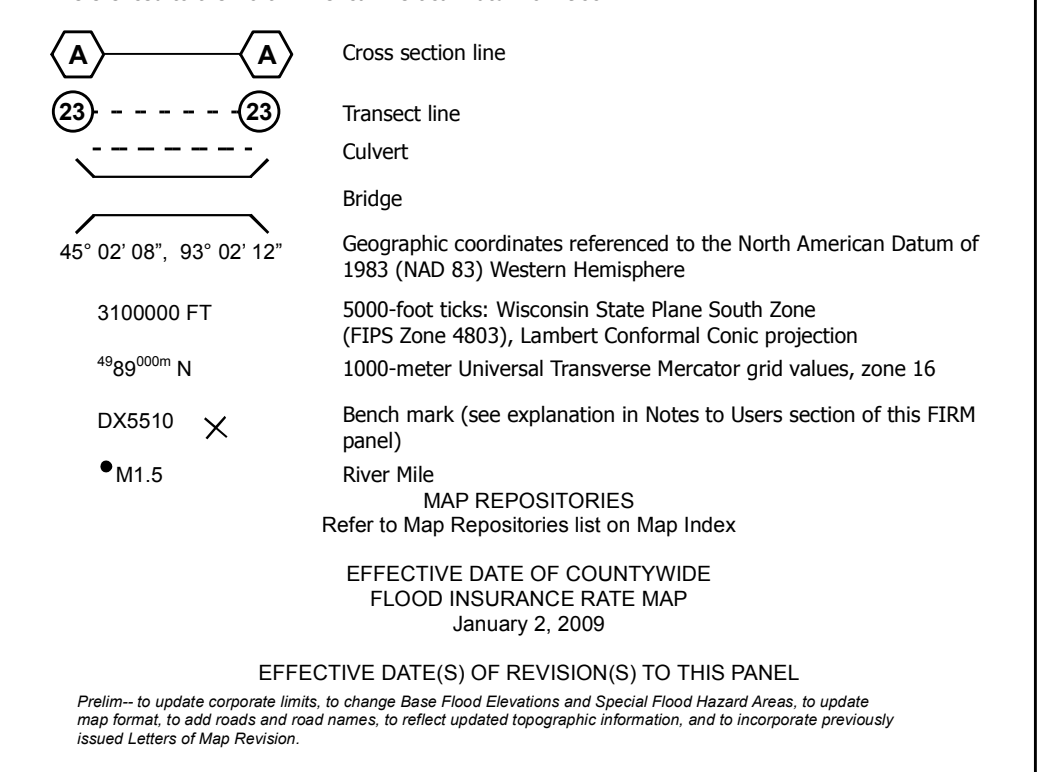 A A Cross section line
23 23 Transect line
Culvert
Bridge
45° 02’ 08”, 93° 02’ 12” Geographic coordinates referenced to the North American Datum of
1983 (NAD 83) Western Hemisphere
3100000 FT 5000-foot ticks: Wisconsin State Plane South Zone
(FIPS Zone 4803), Lambert Conformal Conic projection
4989000m N 1000-meter Universal Transverse Mercator grid values, zone 16
DX5510 Bench mark (see explanation in Notes to Users section of this FIRM
panel)
M1.5 River Mile
MAP REPOSITORIES
Refer to Map Repositories list on Map Index
EFFECTIVE DATE OF COUNTYWIDE
FLOOD INSURANCE RATE MAP
January 2, 2009
EFFECTIVE DATE(S) OF REVISION(S) TO THIS PANEL
Prelim-- to update corporate limits, to change Base Flood Elevations and Special Flood Hazard Areas, to update
map format, to add roads and road names, to reflect updated topographic information, and to incorporate previously
issued Letters of Map Revision.